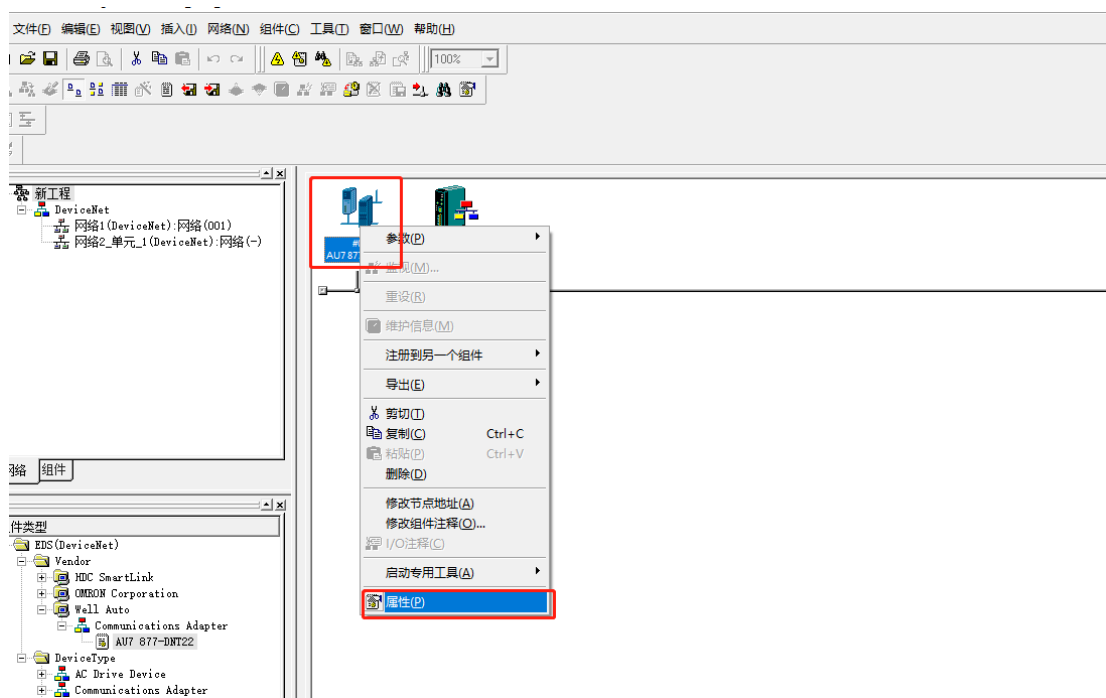 文件(F) 编辑(E) 视图(V) 插入(I) 网络(N) 组件(C) 工具(T) 窗口(W) 帮助(H)
100%
新工程
DeviceNet
网络1(DeviceNet):网络(001)
网络2_单元_1(DeviceNet):网络(-)
网络 组件
件类型
EDS(DeviceNet)
Vendor
HDC SmartLink
OMRON Corporation
Well Auto
Communications Adapter
AU7 877-DNT22
DeviceType
AC Drive Device
Communications Adapter
AU7 87
参数(P)
监视(M)...
重设(R)
维护信息(M)
注册到另一个组件
导出(E)
剪切(T)
复制(C) Ctrl+C
粘贴(P) Ctrl+V
删除(D)
修改节点地址(A)
修改组件注释(O)...
I/O注释(C)
启动专用工具(A)
属性(P)